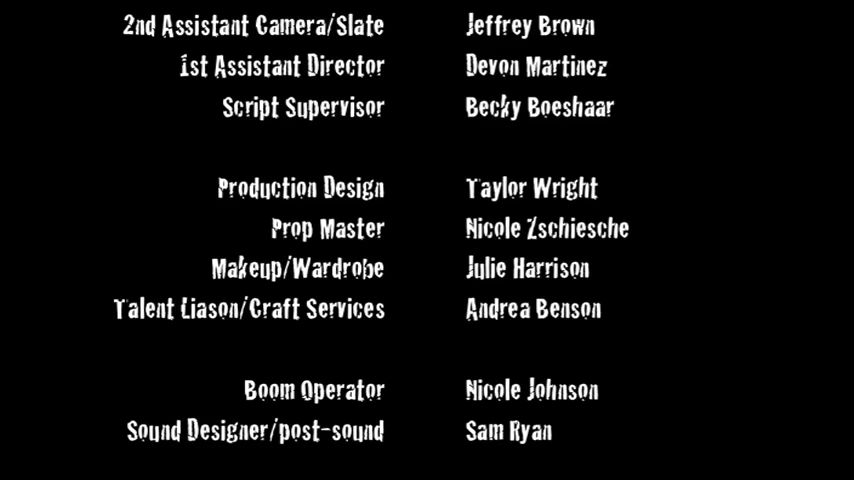 2nd Assistant Camera/Slate Jeffrey Brown
1st Assistant Director Devon Martinez
Script Supervisor Becky Boeshaar
Production Design Taylor Wright
Prop Master Nicole Zschiesche
Makeup/Wardrobe Julie Harrison
Talent Liason/Craft Services Andrea Benson
Boom Operator Nicole Johnson
Sound Designer/post-sound Sam Ryan